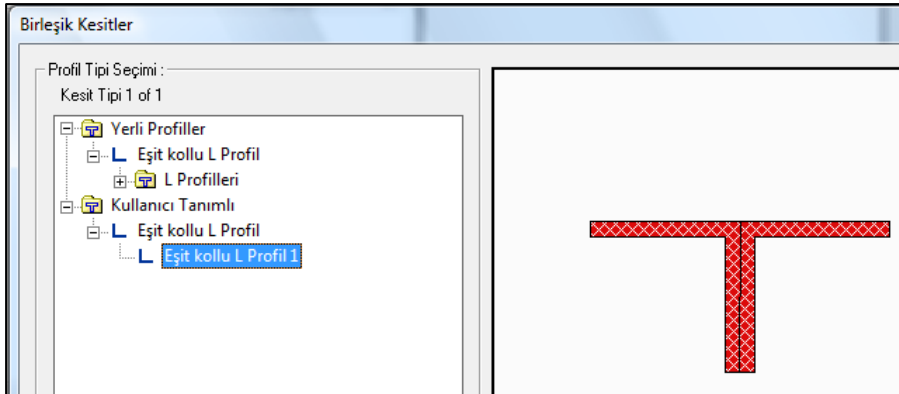 Birleşik Kesitler
Profil Tipi Seçimi :
Kesit Tipi 1 of 1
Yerli Profiller
Eşit kollu L Profil
L Profilleri
Kullanıcı Tanımlı
Eşit kollu L Profil
Eşit kollu L Profil 1